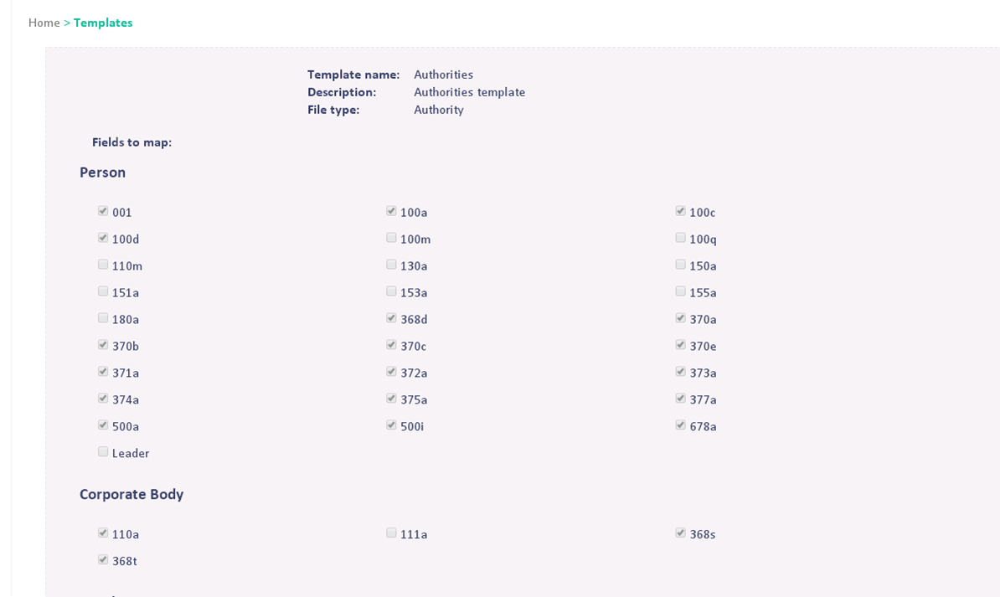 Home > Templates
Template name: Authorities
Description: Authorities template
File type: Authority
Fields to map:
Person
001 100a 100c
100d 100m 100q
110m 130a 150a
151a 153a 155a
180a 368d 370a
370b 370c 370e
371a 372a 373a
374a 375a 377a
500a 500i 678a
Leader
Corporate Body
110a 111a 368s
368t